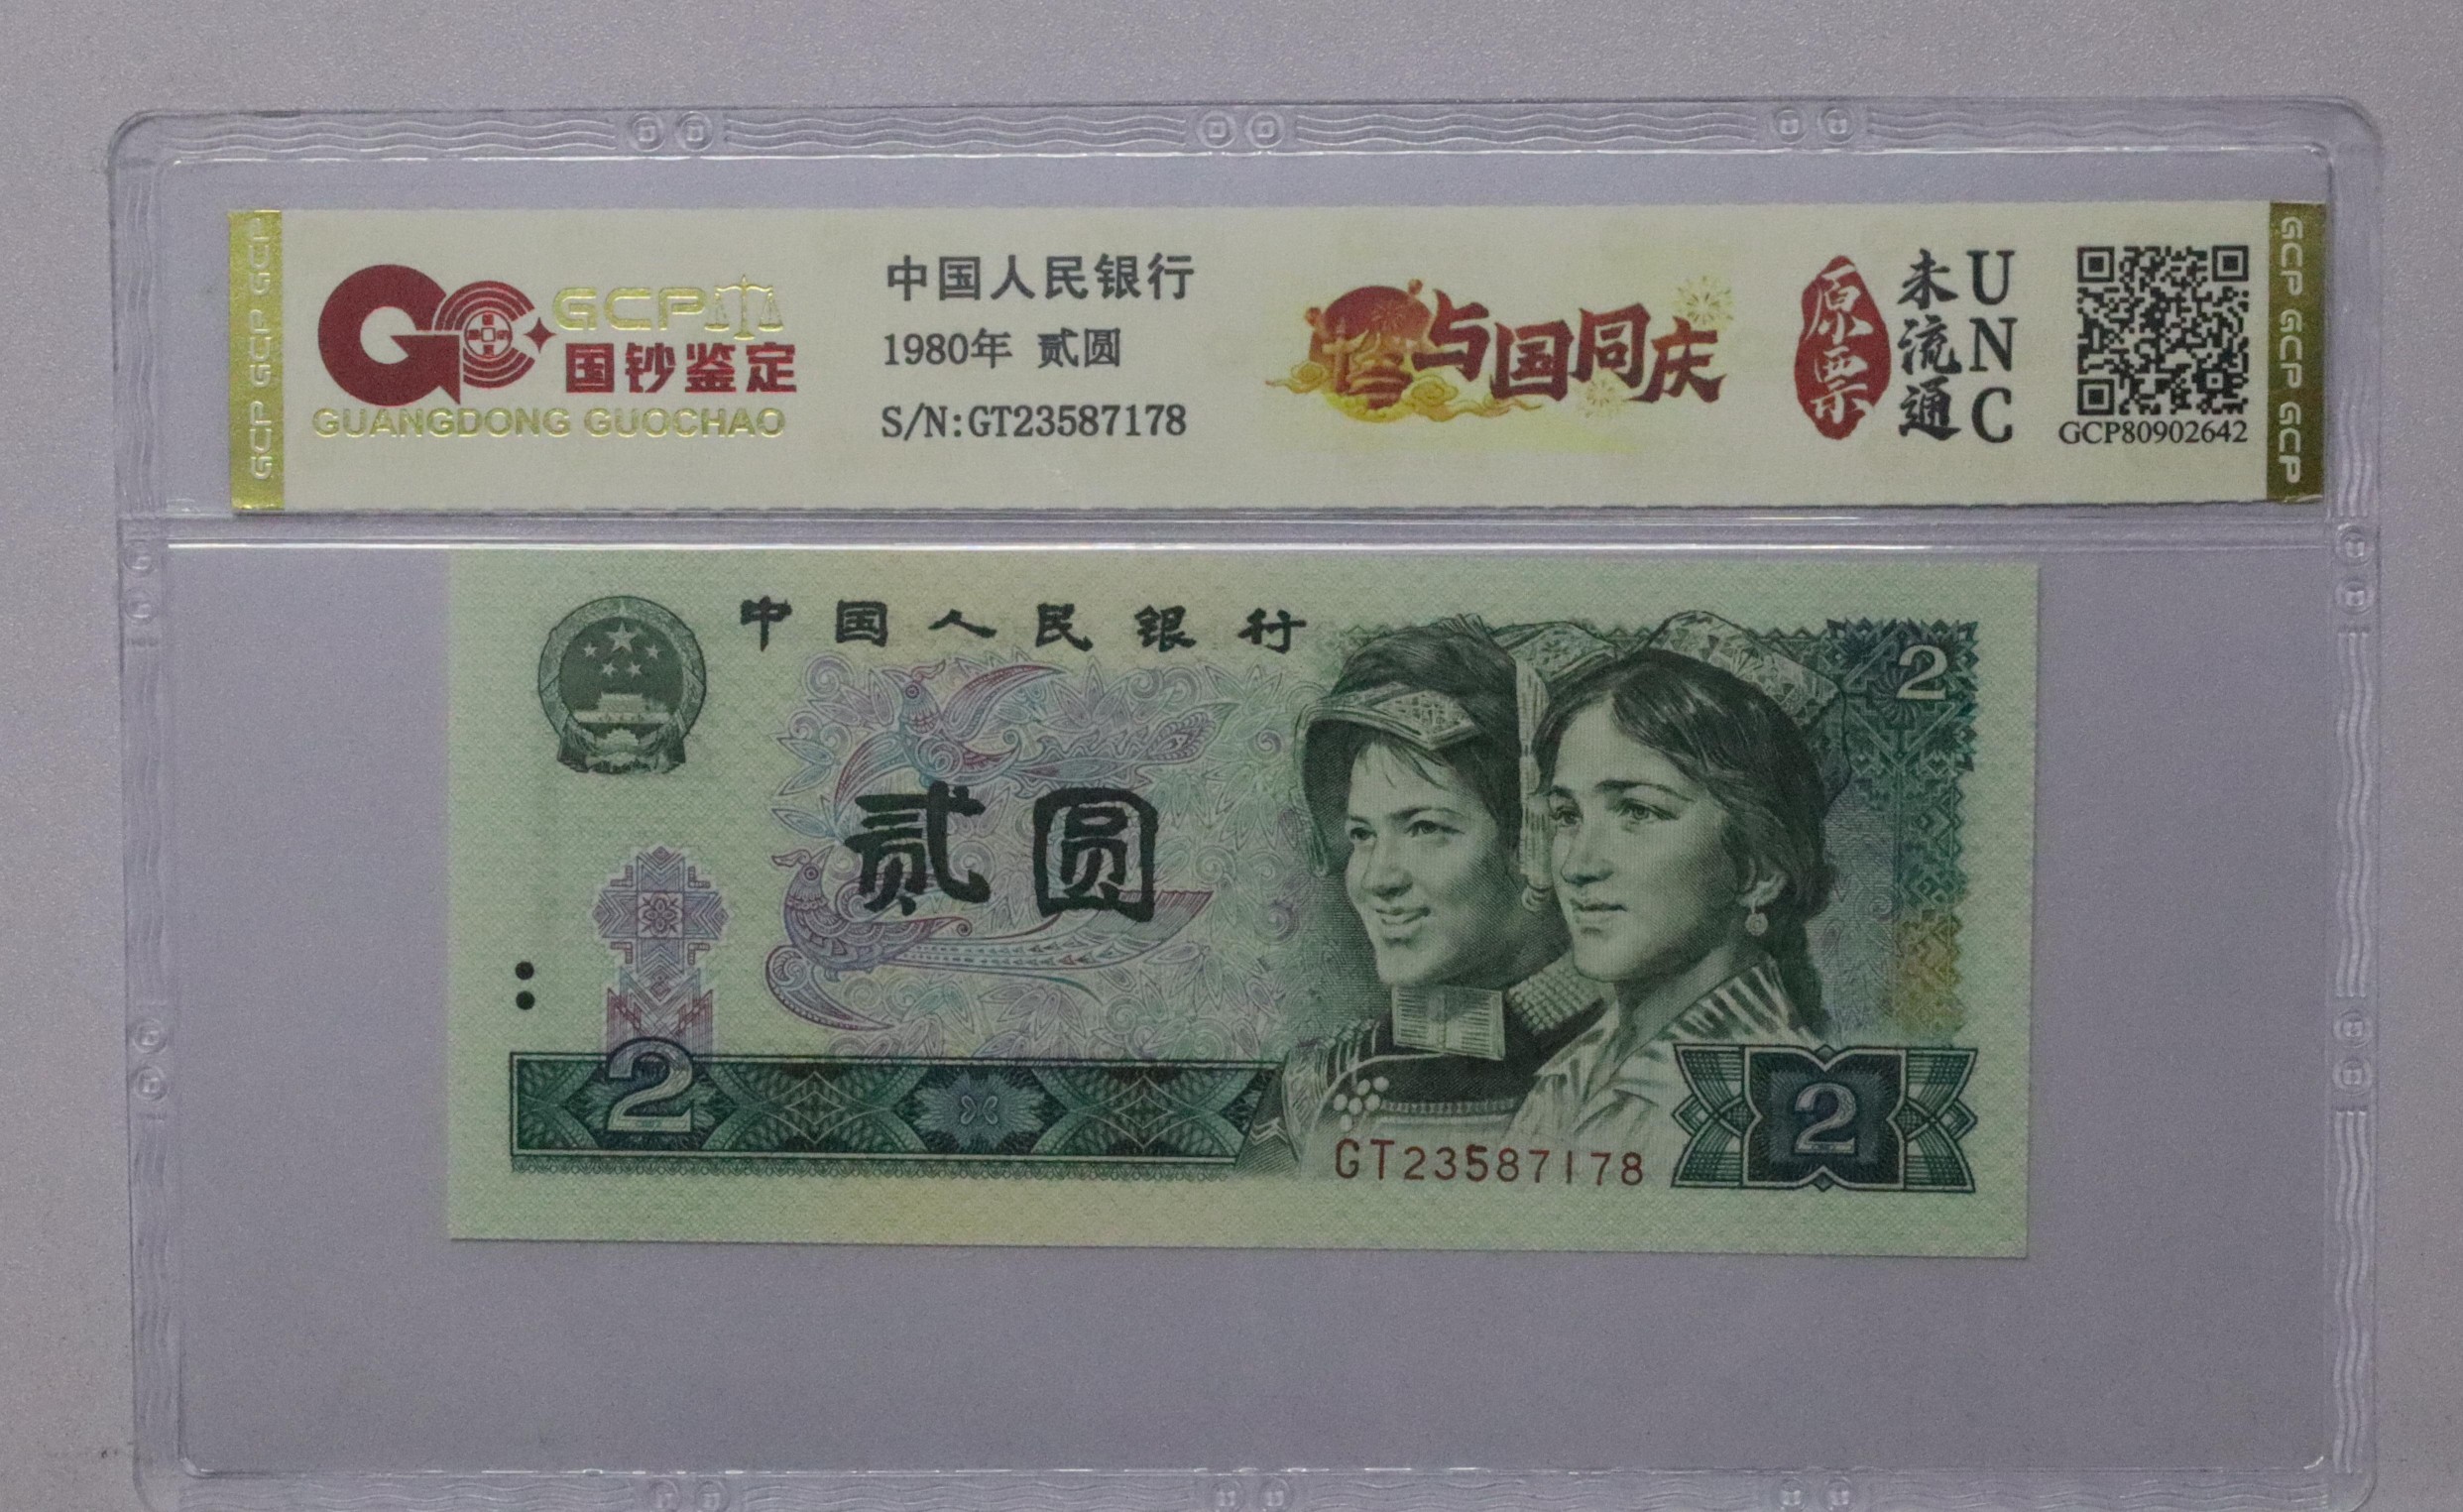 GCP GCP GCP
GCP
国钞鉴定
GUANGDONG GUOCHAO
中国人民银行
1980年 贰圆
S/N:GT23587178
与国同庆
原票
未流通
UNC
GCP80902642
GCP GCP GCP
中国人民银行
2
贰圆
2
GT23587178
2